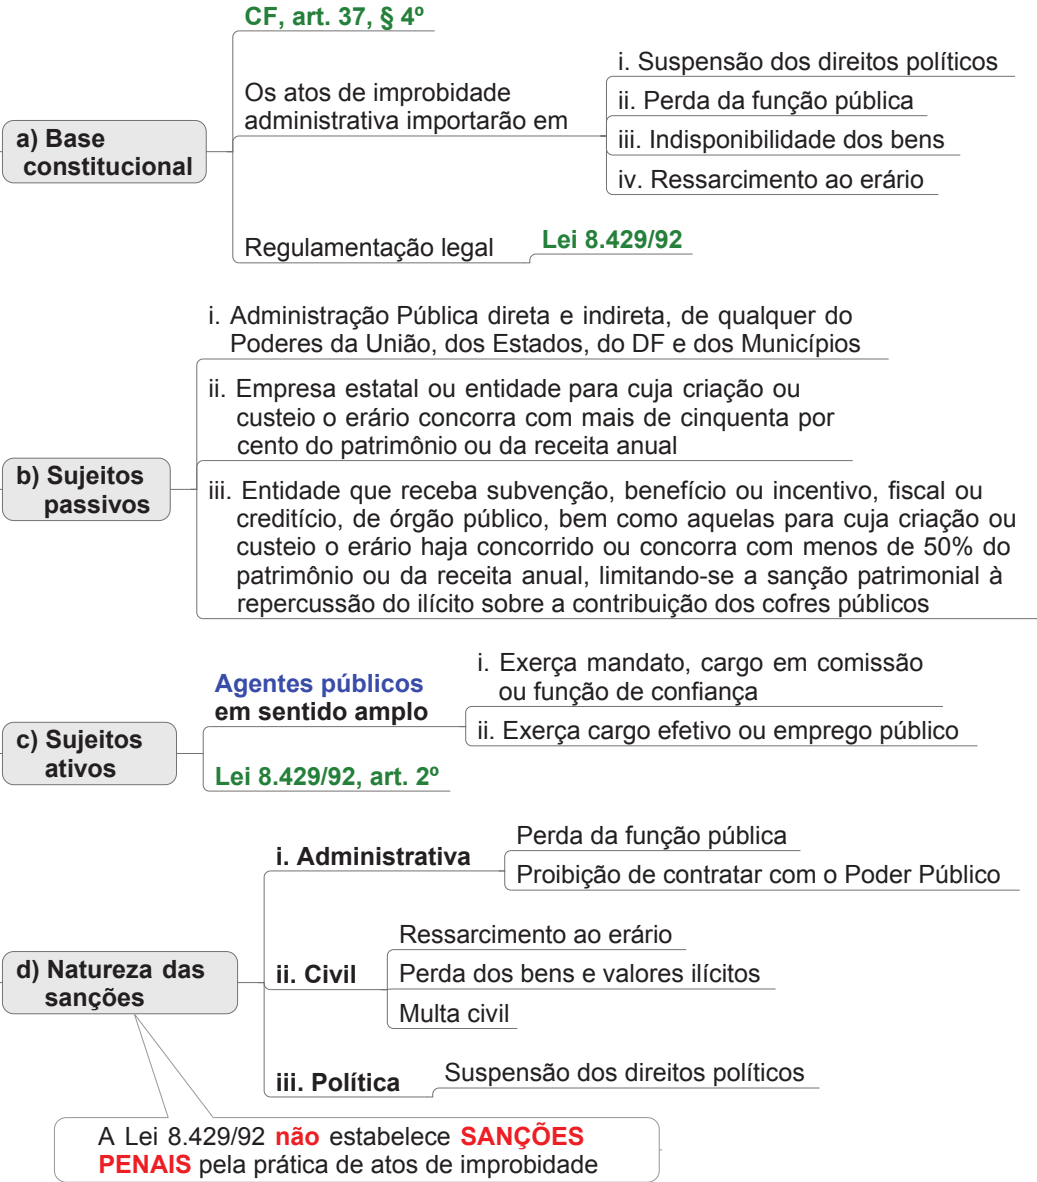 CF, art. 37, § 4º
a) Base
constitucional
Os atos de improbidade
administrativa importarão em
i. Suspensão dos direitos políticos
ii. Perda da função pública
iii. Indisponibilidade dos bens
iv. Ressarcimento ao erário
Regulamentação legal
Lei 8.429/92
b) Sujeitos
passivos
i. Administração Pública direta e indireta, de qualquer do
Poderes da União, dos Estados, do DF e dos Municípios
ii. Empresa estatal ou entidade para cuja criação ou
custeio o erário concorra com mais de cinquenta por
cento do patrimônio ou da receita anual
iii. Entidade que receba subvenção, benefício ou incentivo, fiscal ou
creditício, de órgão público, bem como aquelas para cuja criação ou
custeio o erário haja concorrido ou concorra com menos de 50% do
patrimônio ou da receita anual, limitando-se a sanção patrimonial à
repercussão do ilícito sobre a contribuição dos cofres públicos
c) Sujeitos
ativos
Agentes públicos
em sentido amplo
i. Exerça mandato, cargo em comissão
ou função de confiança
ii. Exerça cargo efetivo ou emprego público
Lei 8.429/92, art. 2º
d) Natureza das
sanções
i. Administrativa
Perda da função pública
Proibição de contratar com o Poder Público
ii. Civil
Ressarcimento ao erário
Perda dos bens e valores ilícitos
Multa civil
iii. Política
Suspensão dos direitos políticos
A Lei 8.429/92 não estabelece SANÇÕES
PENAIS pela prática de atos de improbidade